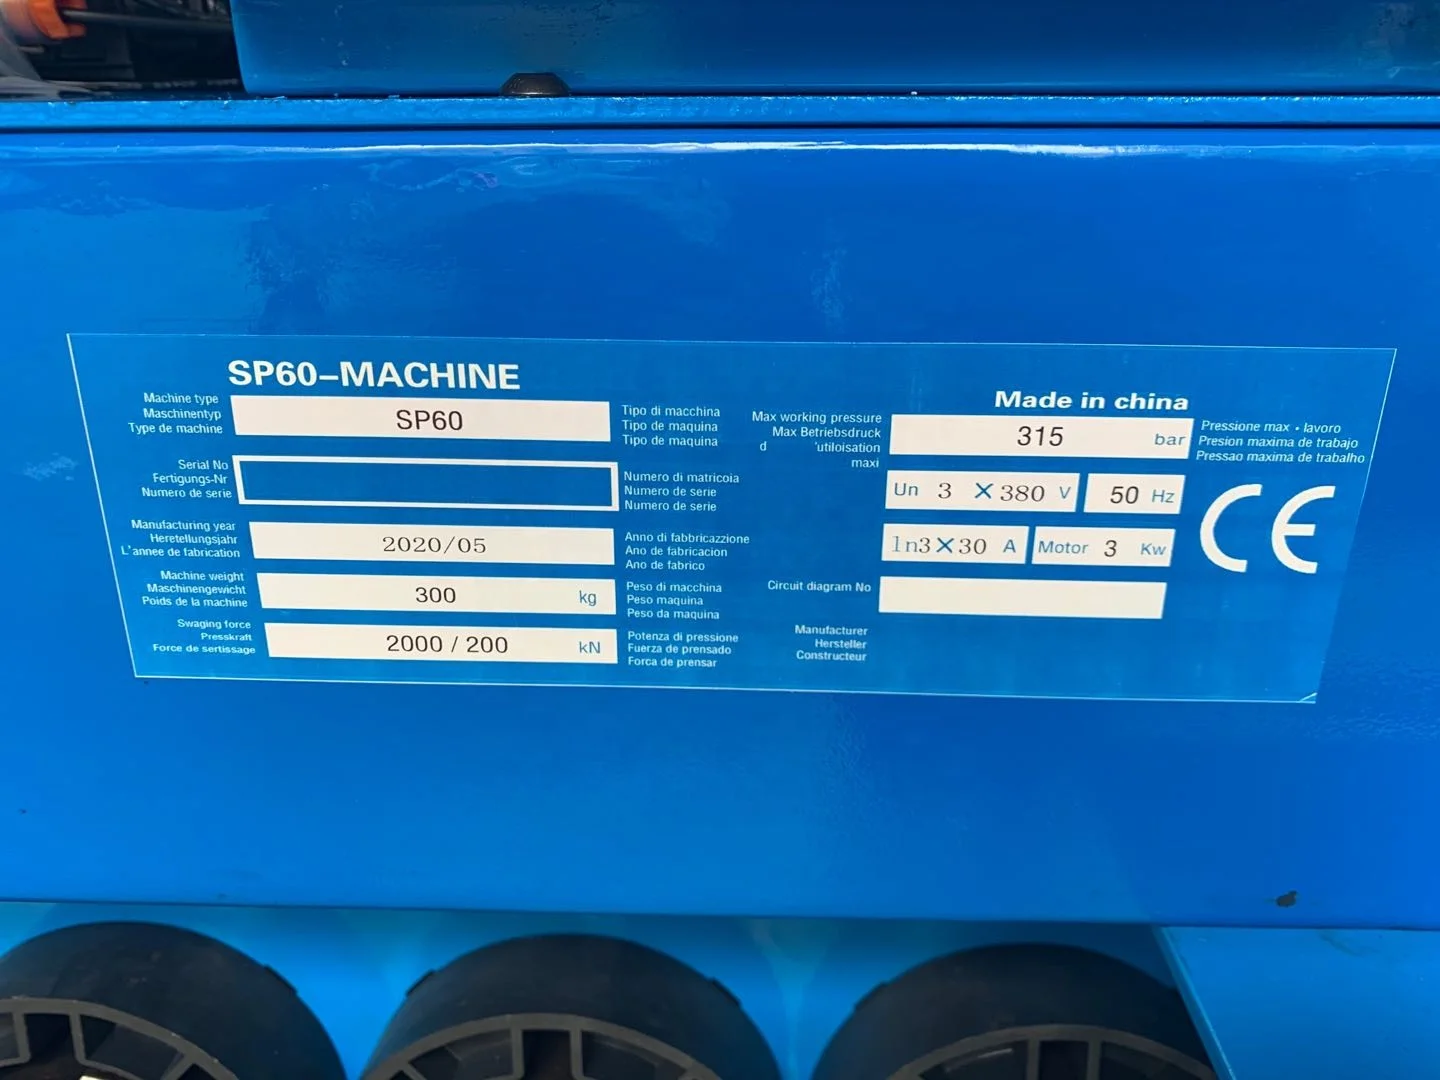 SP60-MACHINE
Machine type
Maschinentyp
Type de machine
SP60
Tipo di macchina
Tipo de maquina
Tipo de maquina
Serial No
Fertigungs-Nr
Numero de serie
Numero di matricoia
Numero de serie
Numero de serie
Manufacturing year
Heretellungsjahr
L'annee de fabrication
2020/05
Anno di fabbricazzione
Ano de fabricacion
Ano de fabrico
Machine weight
Maschinengewicht
Poids de la machine
300 kg
Peso di macchina
Peso maquina
Peso da maquina
Swaging force
Presskraft
Force de sertissage
2000 / 200 kN
Potenza di pressione
Fuerza de prensado
Forca de prensar
Made in china
Max working pressure
Max Betriebsdruck
d 'utiloisation
maxi
315 bar
Pressione max · lavoro
Presion maxima de trabajo
Pressao maxima de trabalho
Un 3 ×380 V 50 Hz
ln3×30 A Motor 3 Kw
CE
Circuit diagram No
Manufacturer
Hersteller
Constructeur